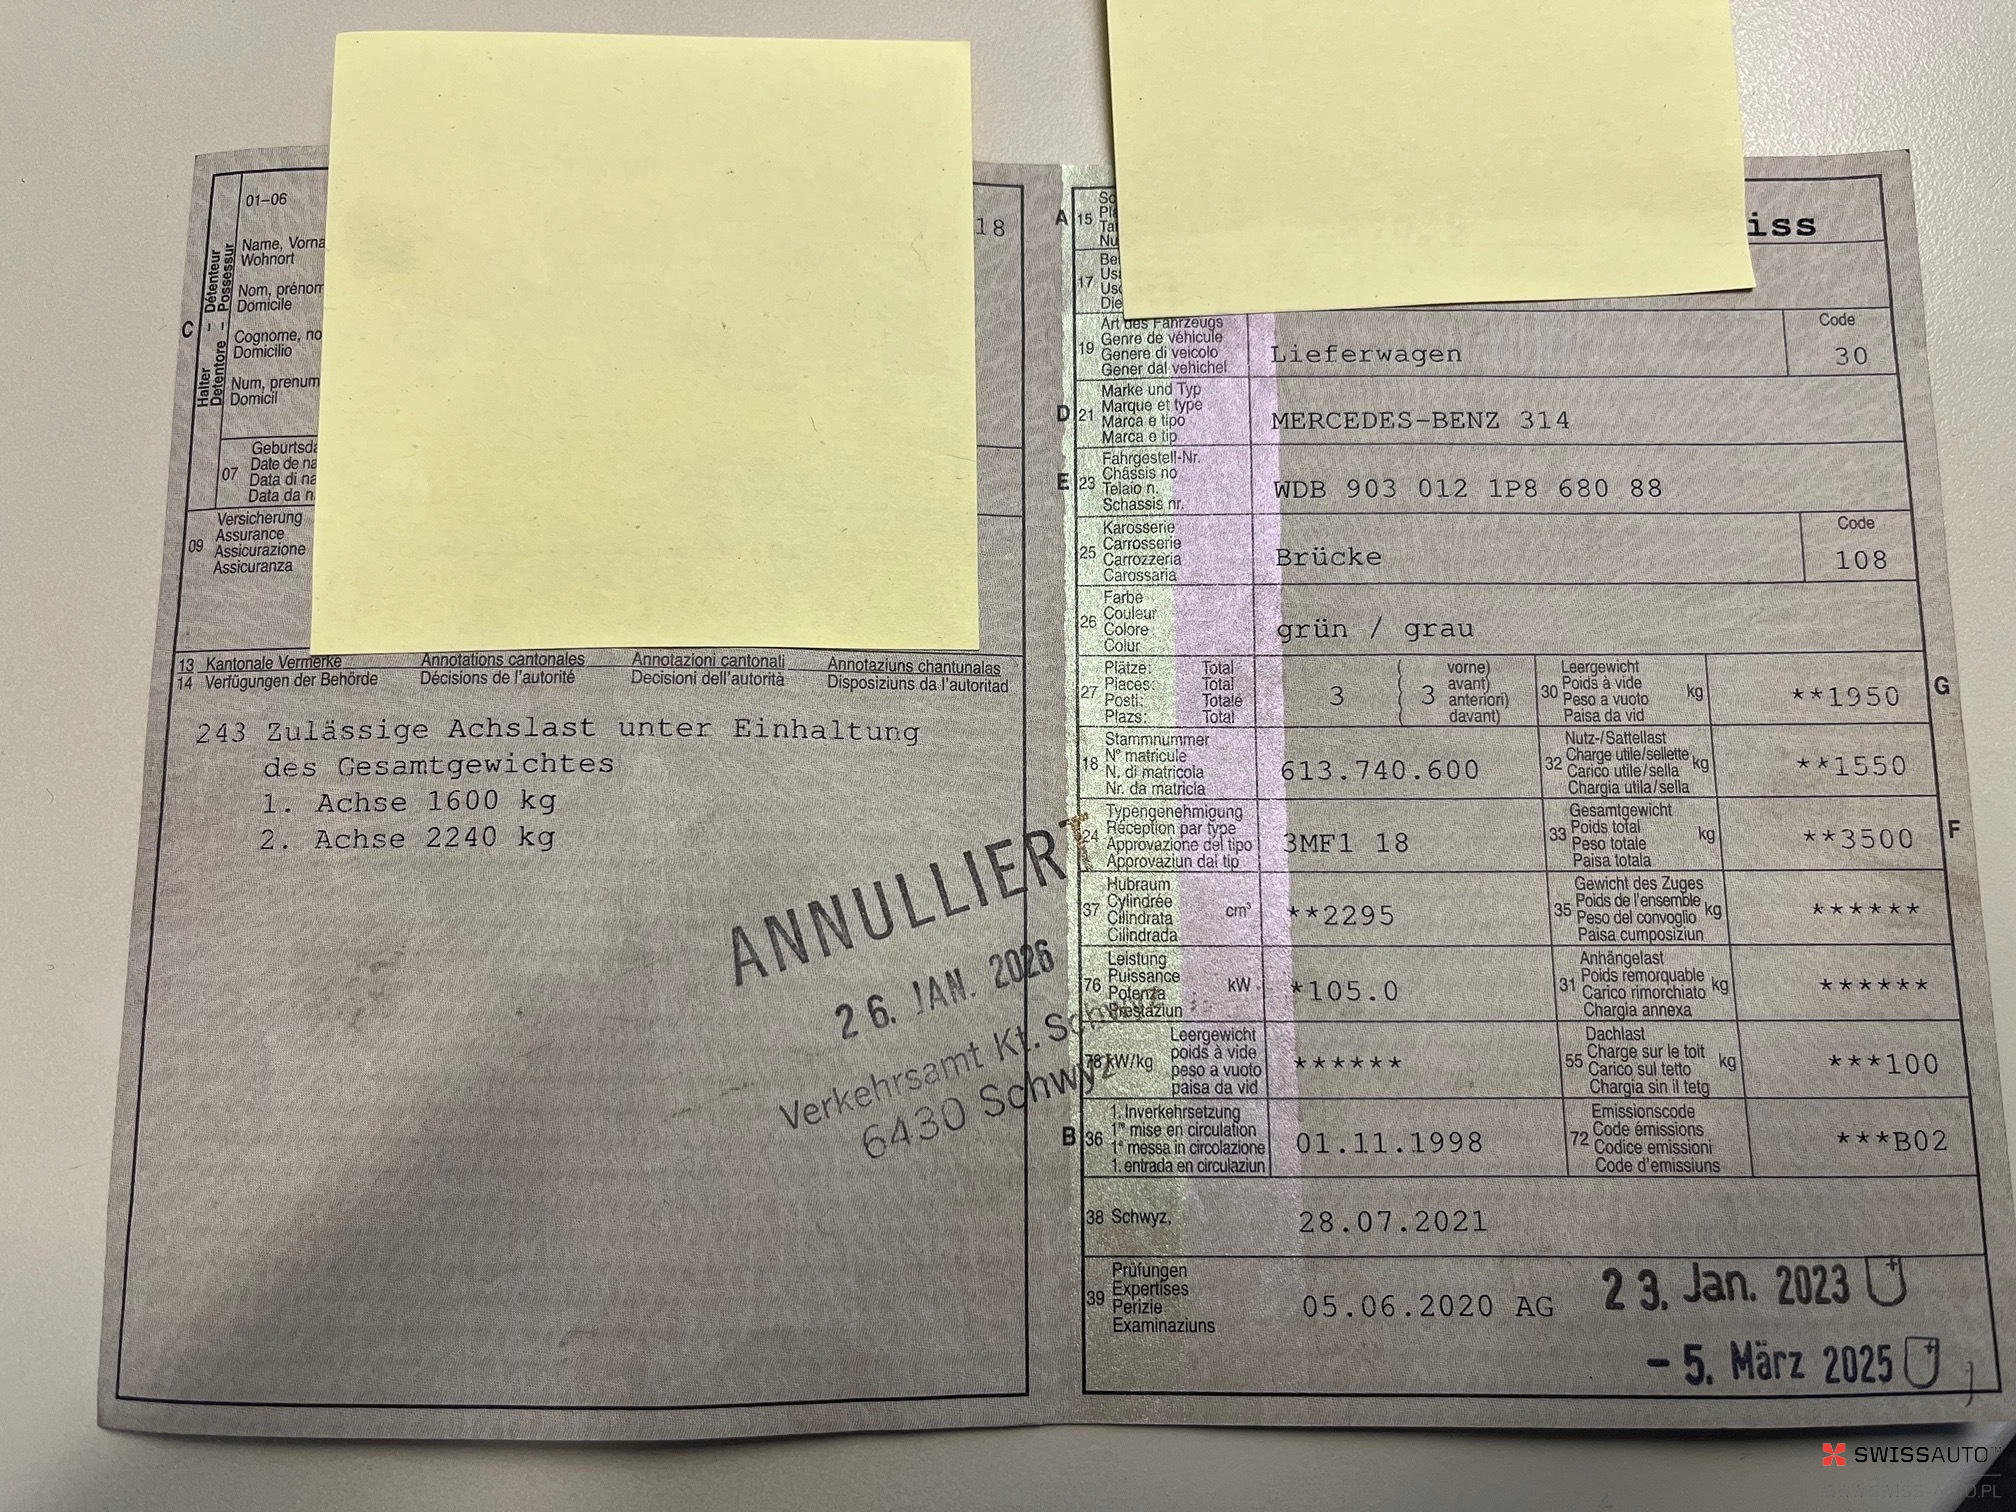 01-06
18
Halter - Détenteur
Detentore - Possessur
Name, Vorna
Wohnort
Nom, prénom
Domicile
C
Cognome, no
Domicilio
Num, prenum
Domicil
07
Geburtsda
Date de na
Data di na
Data da n
09
Versicherung
Assurance
Assicurazione
Assicuranza
13 Kantonale Vermerke Annotations cantonales Annotazioni cantonali Annotaziuns chantunalas
14 Verfügungen der Behörde Décisions de l'autorité Decisioni dell'autorità Disposiziuns da l'autoritad
243 Zulässige Achslast unter Einhaltung
des Gesamtgewichtes
1. Achse 1600 kg
2. Achse 2240 kg
ANNULLIERT
26. JAN. 2026
Verkehrsamt Kt. Schwyz
6430 Schwyz
iss
A 15
Pl
Ta
Nu
17
Be
Us
Us
Die
19
Art des Fahrzeugs
Genre de véhicule
Genere di veicolo
Gener dal vehichel
Lieferwagen
Code
30
D 21
Marke und Typ
Marque et type
Marca e tipo
Marca e tip
MERCEDES-BENZ 314
E 23
Fahrgestell-Nr.
Châssis no
Telaio n.
Schassis nr.
WDB 903 012 1P8 680 88
25
Karosserie
Carrosserie
Carrozzeria
Carossaria
Brücke
Code
108
26
Farbe
Couleur
Colore
Colur
grün / grau
27
Plätze: Total
Places: Total
Posti: Totale
Plazs: Total
3 ( 3 vorne)
avant)
anteriori)
davant)
30
Leergewicht
Poids à vide
Peso a vuoto
Paisa da vid
kg
**1950
G
18
Stammnummer
N° matricule
N. di matricola
Nr. da matricla
613.740.600
32
Nutz-/Sattellast
Charge utile/sellette
Carico utile/sella
Chargia utila/sella
kg
**1550
24
Typengenehmigung
Réception par type
Approvazione del tipo
Approvaziun dal tip
3MF1 18
33
Gesamtgewicht
Poids total
Peso totale
Paisa totala
kg
**3500
F
37
Hubraum
Cylindrée
Cilindrata
Cilindrada
cm³
**2295
35
Gewicht des Zuges
Poids de l'ensemble
Peso del convoglio
Paisa cumposiziun
kg
******
76
Leistung
Puissance
Potenza
Prestaziun
kW
*105.0
31
Anhängelast
Poids remorquable
Carico rimorchiato
Chargia annexa
kg
******
78 kW/kg
Leergewicht
poids à vide
peso a vuoto
paisa da vid
******
55
Dachlast
Charge sur le toit
Carico sul tetto
Chargia sin il tetg
kg
***100
B 36
1. Inverkehrsetzung
1re mise en circulation
1a messa in circolazione
1. entrada en circulaziun
01.11.1998
72
Emissionscode
Code émissions
Codice emissioni
Code d'emissiuns
***B02
38 Schwyz, 28.07.2021
39
Prüfungen
Expertises
Perizie
Examinaziuns
05.06.2020 AG
23. Jan. 2023
- 5. März 2025
SWISSAUTO